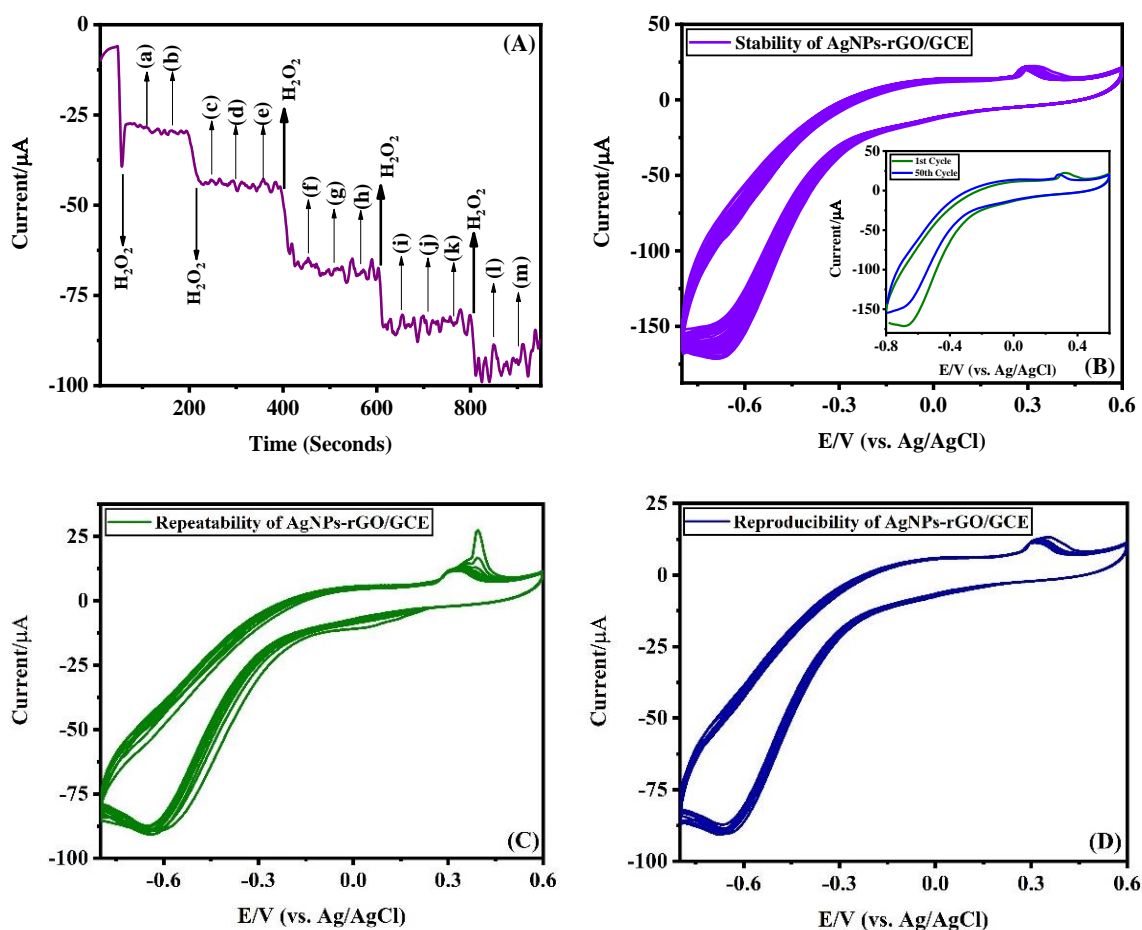 (A)
0
-25
-50
-75
-100
200
400
600
800
Current/μA
Time (Seconds)
H₂O₂
(a)
(b)
H₂O₂
(c)
(d)
(e)
H₂O₂
(f)
(g)
(h)
H₂O₂
(i)
(j)
(k)
H₂O₂
(l)
(m)
Stability of AgNPs-rGO/GCE
50
0
-50
-100
-150
-0.6
-0.3
0.0
0.3
0.6
Current/μA
E/V (vs. Ag/AgCl)
(B)
1st Cycle
50th Cycle
50
0
-50
-100
-150
-0.8
-0.4
0.0
0.4
Current/μA
E/V (vs. Ag/AgCl)
Repeatability of AgNPs-rGO/GCE
25
0
-25
-50
-75
-100
-0.6
-0.3
0.0
0.3
0.6
Current/μA
E/V (vs. Ag/AgCl)
(C)
Reproducibility of AgNPs-rGO/GCE
25
0
-25
-50
-75
-100
-0.6
-0.3
0.0
0.3
0.6
Current/μA
E/V (vs. Ag/AgCl)
(D)